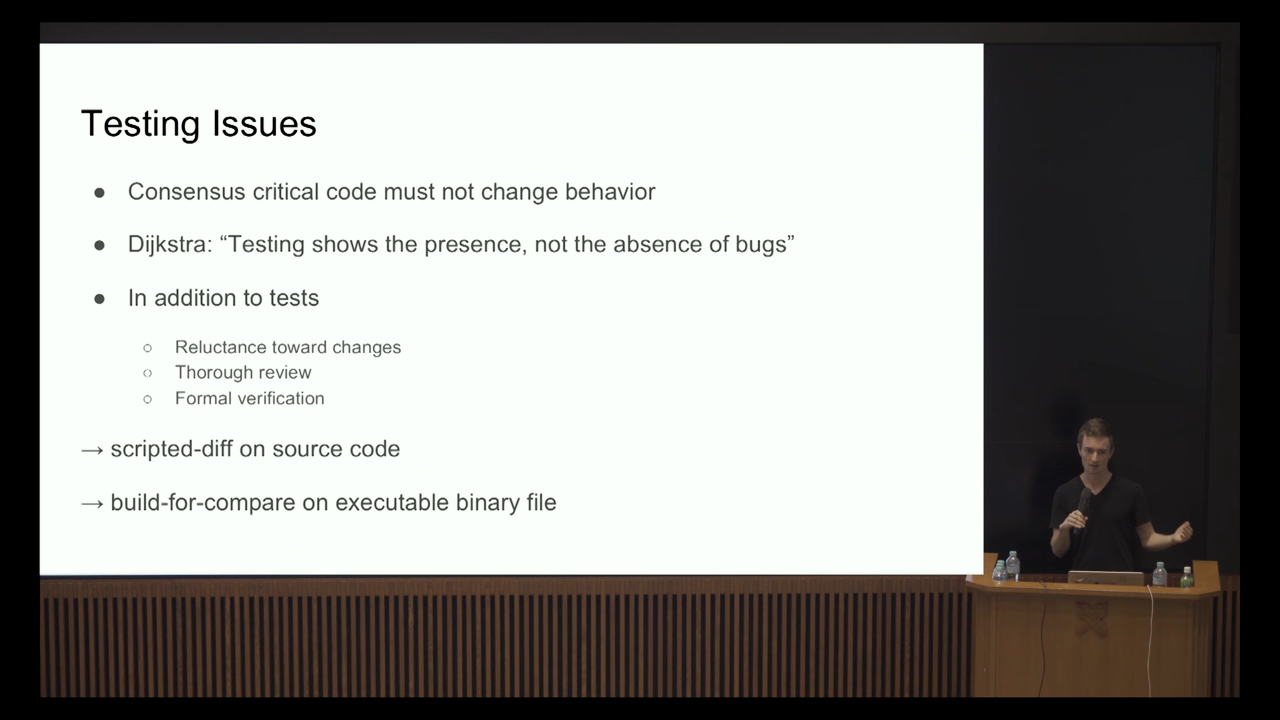 Testing Issues
● Consensus critical code must not change behavior
● Dijkstra: “Testing shows the presence, not the absence of bugs”
● In addition to tests
○ Reluctance toward changes
○ Thorough review
○ Formal verification
→ scripted-diff on source code
→ build-for-compare on executable binary file